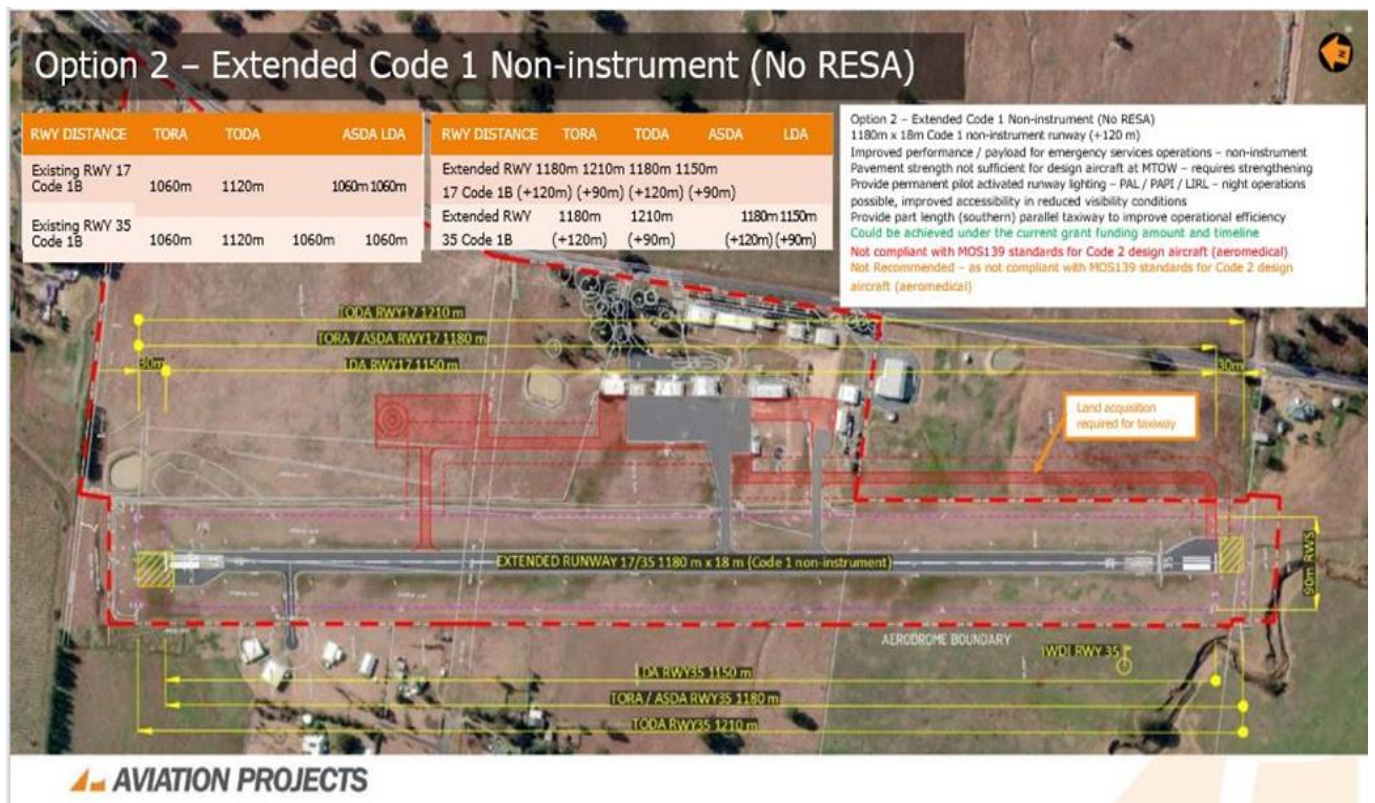 Option 2 – Extended Code 1 Non-instrument (No RESA)
N
RWY DISTANCE TORA TODA ASDA LDA
Existing RWY 17
Code 1B 1060m 1120m 1060m 1060m
Existing RWY 35
Code 1B 1060m 1120m 1060m 1060m
RWY DISTANCE TORA TODA ASDA LDA
Extended RWY 1180m 1210m 1180m 1150m
17 Code 1B (+120m) (+90m) (+120m) (+90m)
Extended RWY 1180m 1210m 1180m 1150m
35 Code 1B (+120m) (+90m) (+120m) (+90m)
Option 2 – Extended Code 1 Non-instrument (No RESA)
1180m x 18m Code 1 non-instrument runway (+120 m)
Improved performance / payload for emergency services operations – non-instrument
Pavement strength not sufficient for design aircraft at MTOW – requires strengthening
Provide permanent pilot activated runway lighting – PAL / PAPI / LIRL – night operations
possible, improved accessibility in reduced visibility conditions
Provide part length (southern) parallel taxiway to improve operational efficiency
Could be achieved under the current grant funding amount and timeline
Not compliant with MOS139 standards for Code 2 design aircraft (aeromedical)
Not Recommended – as not compliant with MOS139 standards for Code 2 design
aircraft (aeromedical)
TODA RWY17 1210 m
TORA / ASDA RWY17 1180 m
30m
LDA RWY17 1150 m
30m
Land acquisition
required for taxiway
EXTENDED RUNWAY 17/35 1180 m x 18 m (Code 1 non-instrument)
35
90m RWS
AERODROME BOUNDARY
IWDI RWY 35
LDA RWY35 1150 m
TORA / ASDA RWY35 1180 m
TODA RWY35 1210 m
AVIATION PROJECTS